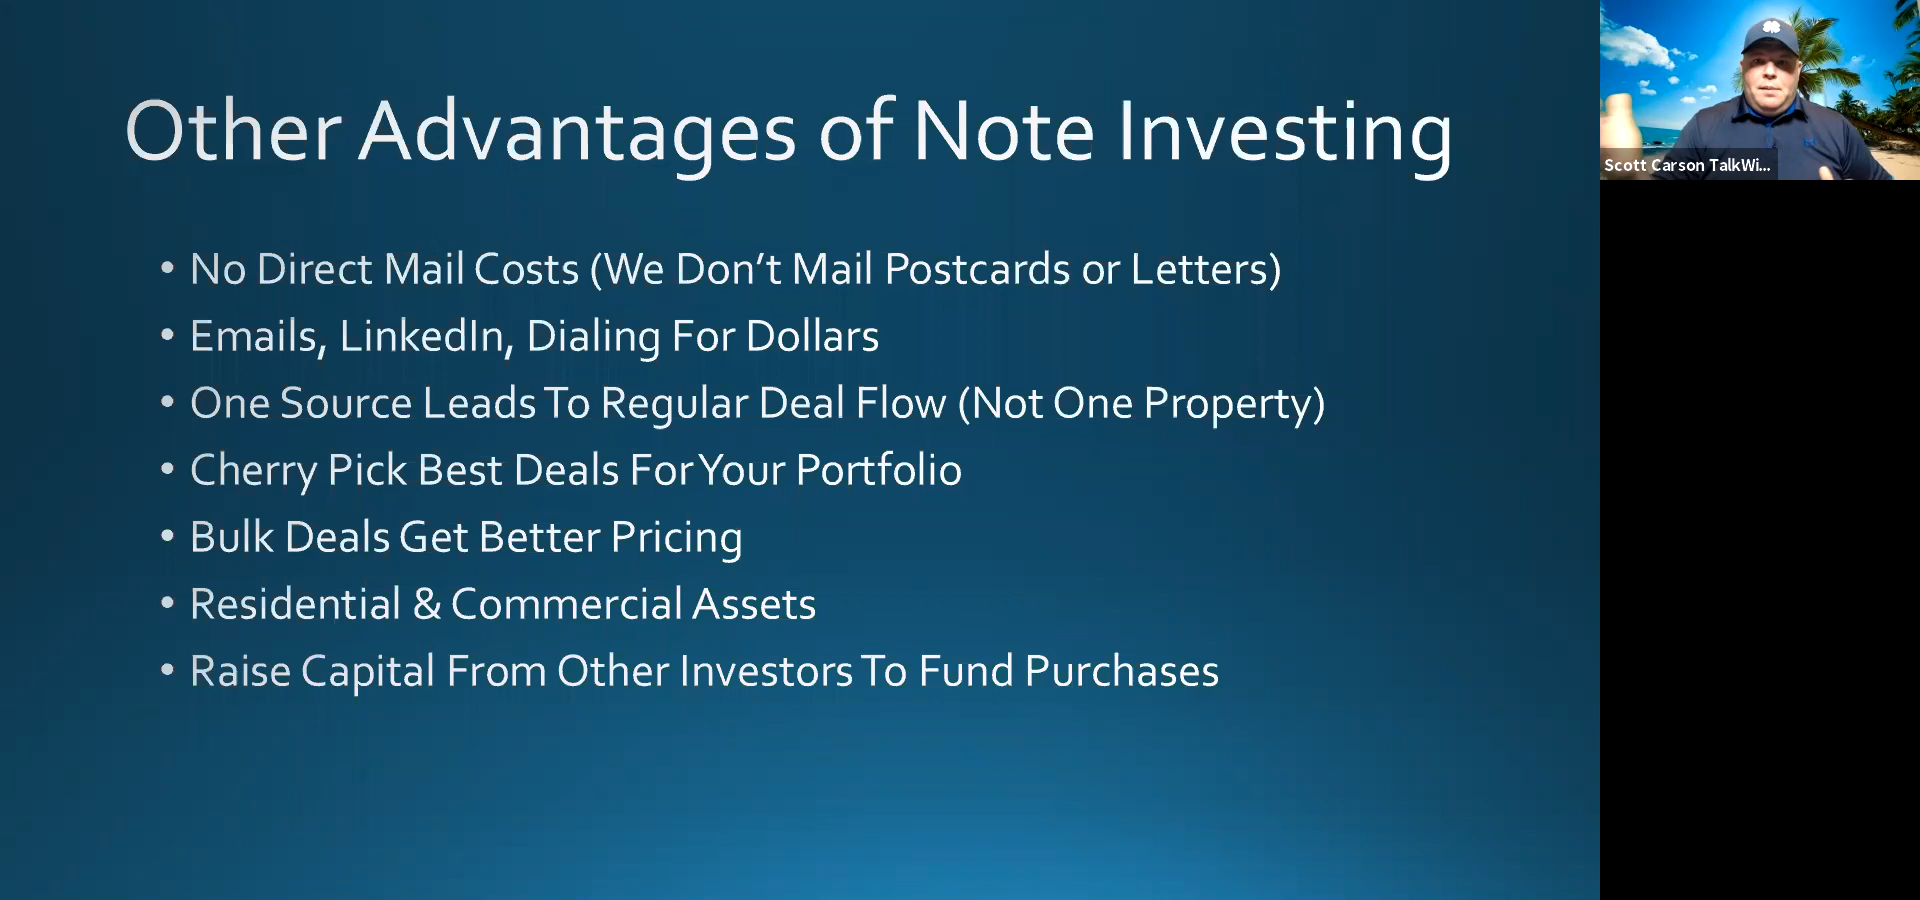 Other Advantages of Note Investing
• No Direct Mail Costs (We Don’t Mail Postcards or Letters)
• Emails, LinkedIn, Dialing For Dollars
• One Source Leads To Regular Deal Flow (Not One Property)
• Cherry Pick Best Deals For Your Portfolio
• Bulk Deals Get Better Pricing
• Residential & Commercial Assets
• Raise Capital From Other Investors To Fund Purchases
Scott Carson TalkWi...